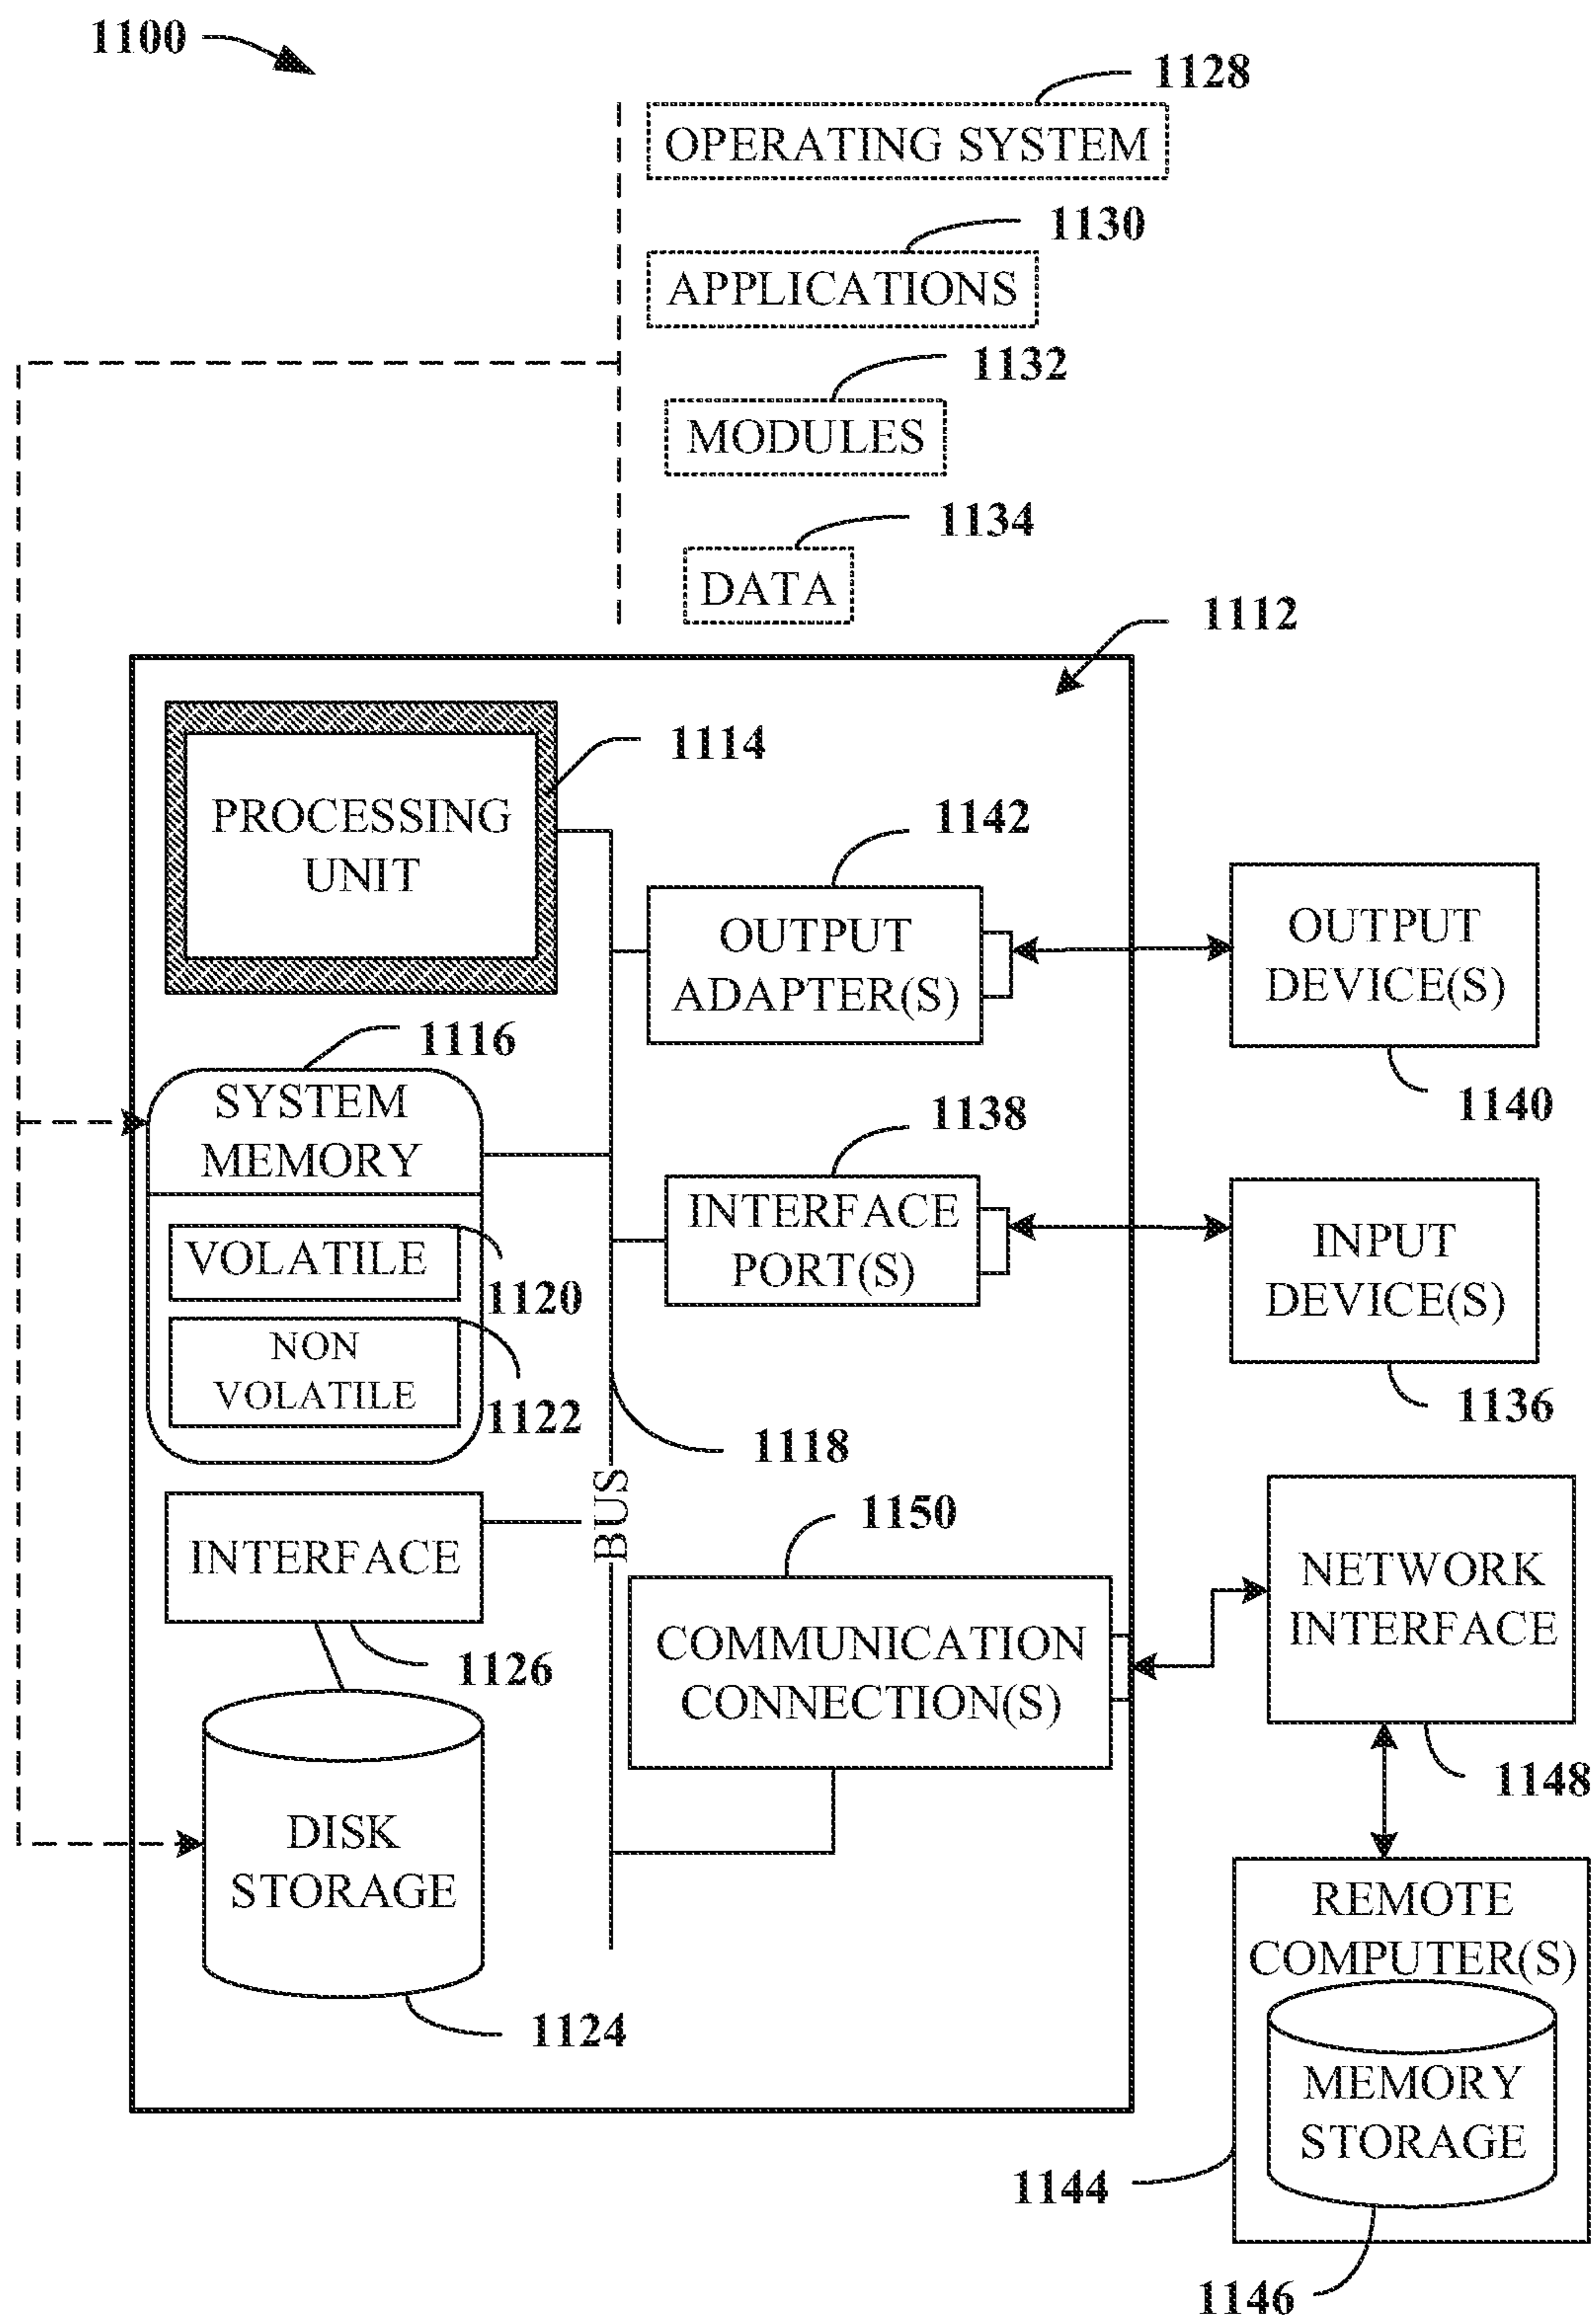 1100
1128
OPERATING SYSTEM
1130
APPLICATIONS
1132
MODULES
1134
DATA
1112
1114
PROCESSING
UNIT
1142
OUTPUT
ADAPTER(S)
OUTPUT
DEVICE(S)
1140
1116
SYSTEM
MEMORY
VOLATILE
1120
NON
VOLATILE
1122
1138
INTERFACE
PORT(S)
INPUT
DEVICE(S)
1136
1118
BUS
INTERFACE
1126
1150
COMMUNICATION
CONNECTION(S)
NETWORK
INTERFACE
1148
DISK
STORAGE
1124
REMOTE
COMPUTER(S)
MEMORY
STORAGE
1144
1146